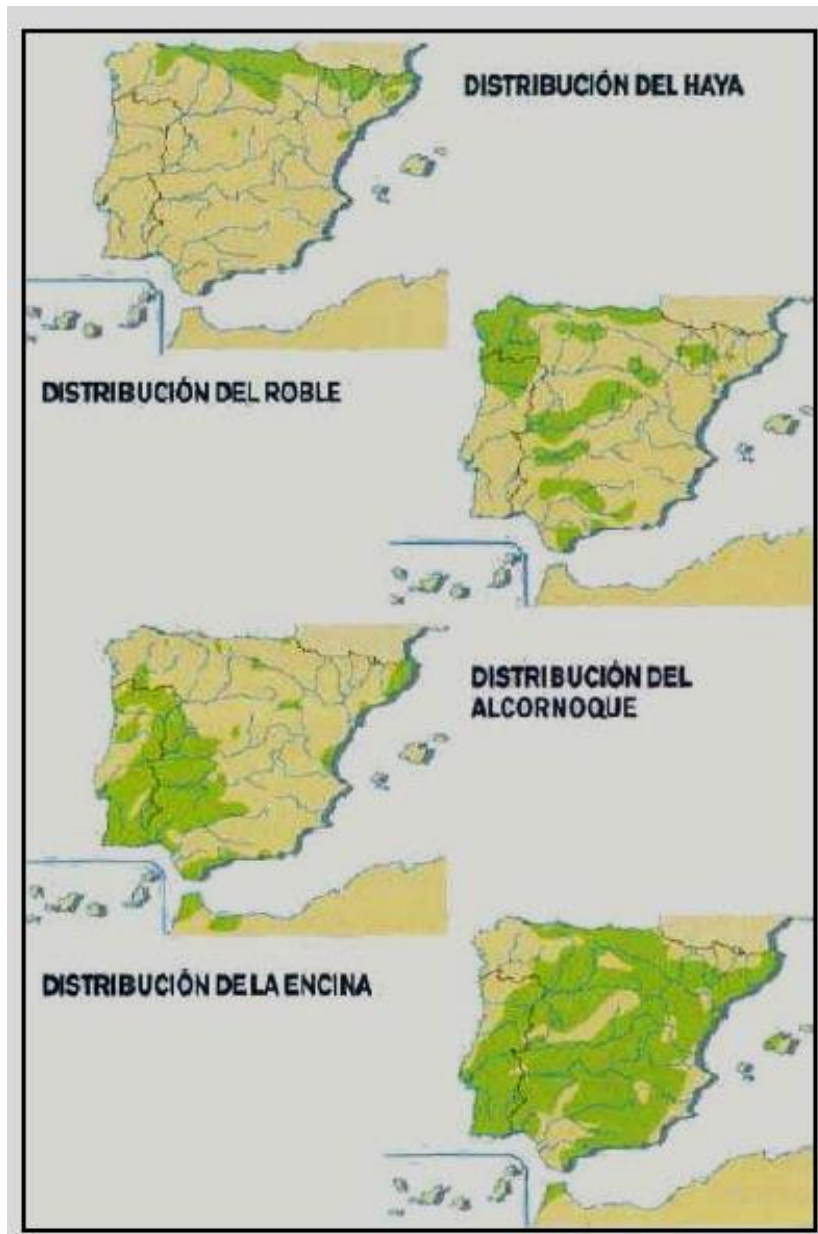 DISTRIBUCIÓN DEL HAYA
DISTRIBUCIÓN DEL ROBLE
DISTRIBUCIÓN DEL
ALCORNOQUE
DISTRIBUCIÓN DE LA ENCINA